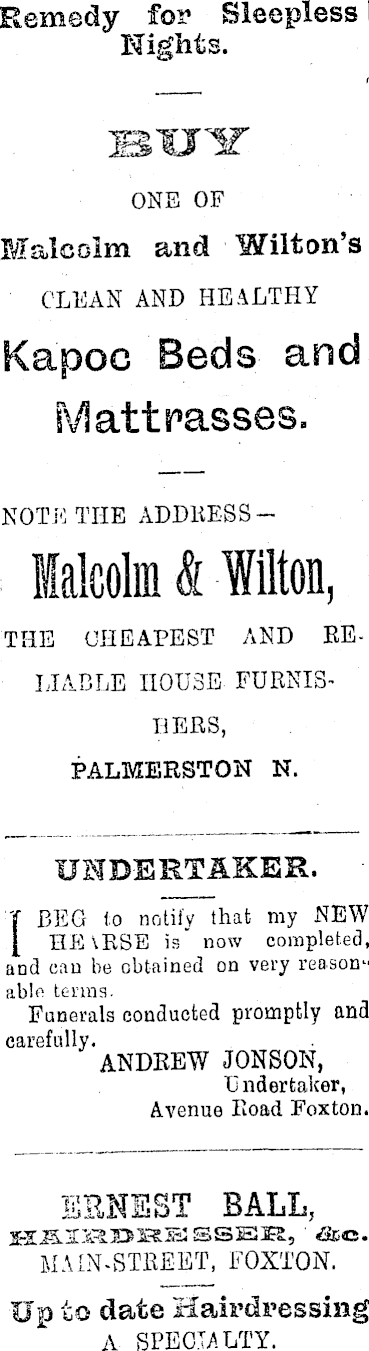 Remedy for Sleepless
Nights.
BUY
ONE OF
Malcolm and Wilton's
CLEAN AND HEALTHY
Kapoc Beds and
Mattrasses.
NOTE THE ADDRESS—
Malcolm & Wilton,
THE CHEAPEST AND RE-
LIABLE HOUSE FURNIS-
HERS,
PALMERSTON N.
UNDERTAKER.
I BEG to notify that my NEW
HEARSE is now completed,
and can be obtained on very reason-
able terms.
Funerals conducted promptly and
carefully.
ANDREW JONSON,
Undertaker,
Avenue Road Foxton.
ERNEST BALL,
HAIRDRESSER, &c.
MAIN-STREET, FOXTON.
Up to date Hairdressing
A SPECIALTY.